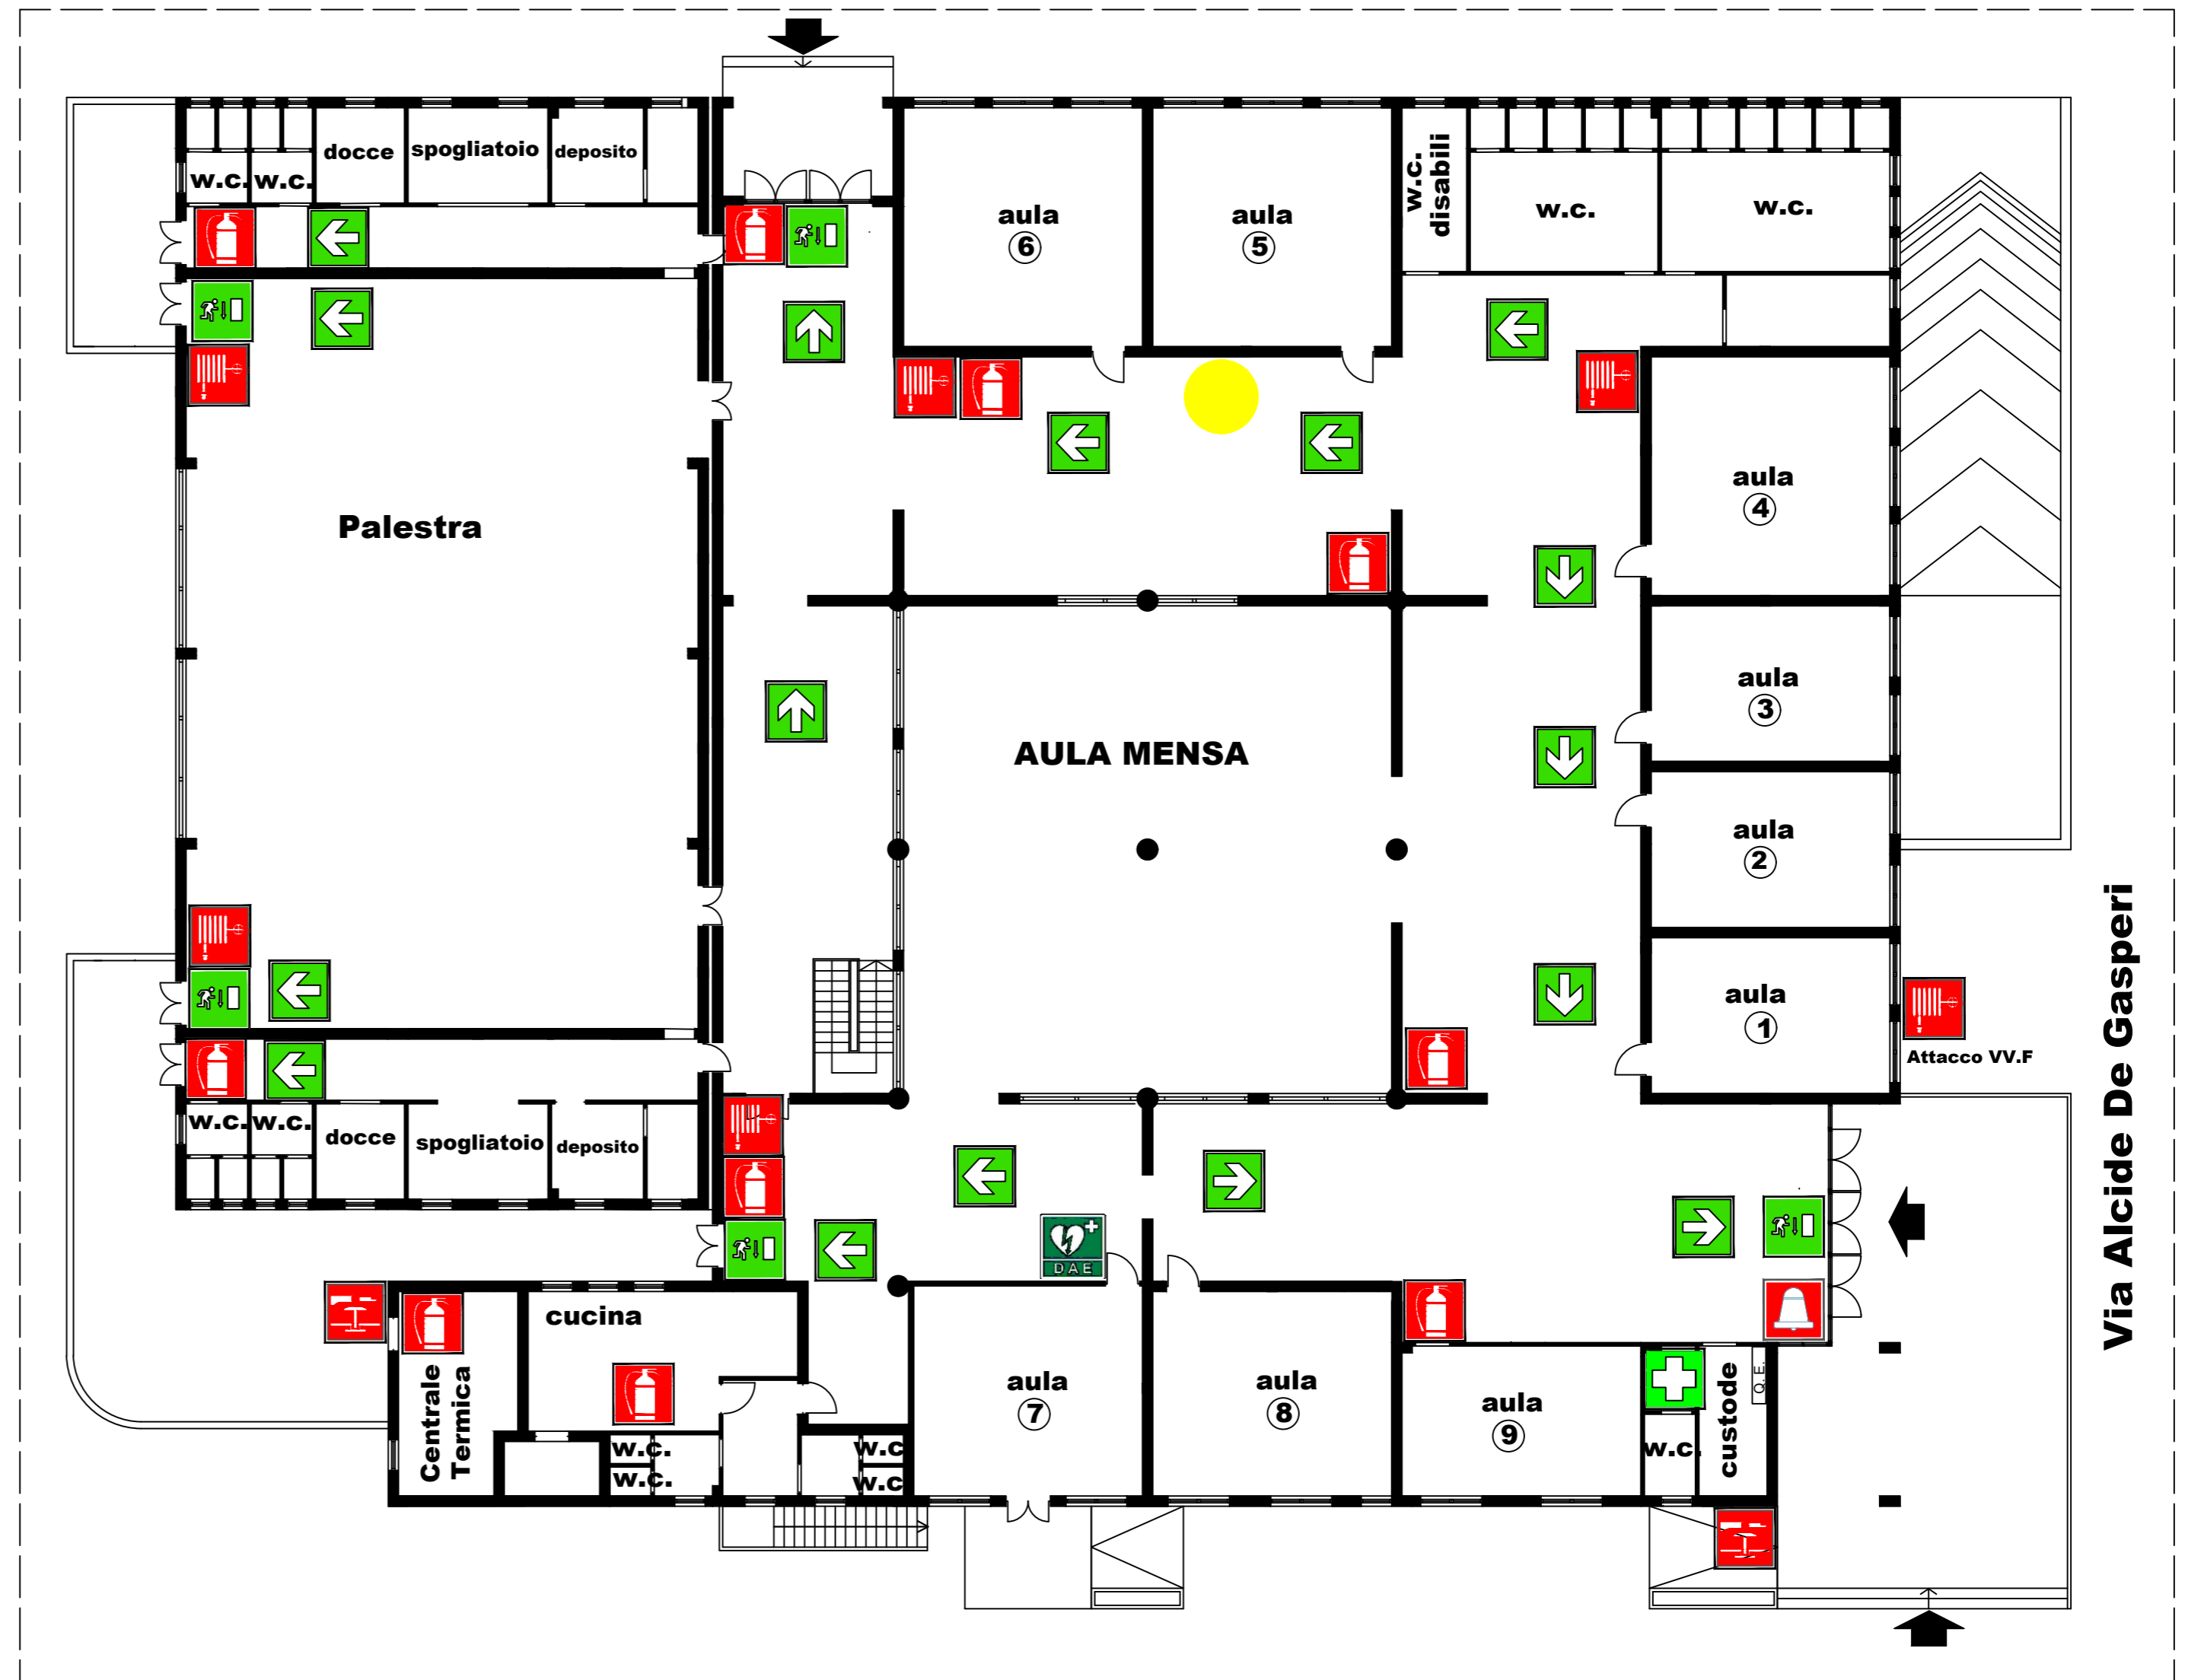 docce
spogliatoio
deposito
w.c.
w.c.
aula
6
aula
5
w.c.
disabili
w.c.
w.c.
Palestra
aula
4
aula
3
AULA MENSA
aula
2
aula
1
Attacco VV.F
Via Alcide De Gasperi
w.c.
w.c.
docce
spogliatoio
deposito
DAE
cucina
Centrale
Termica
w.c.
w.c.
w.c
w.c
aula
7
aula
8
aula
9
w.c.
custode
Q.E.